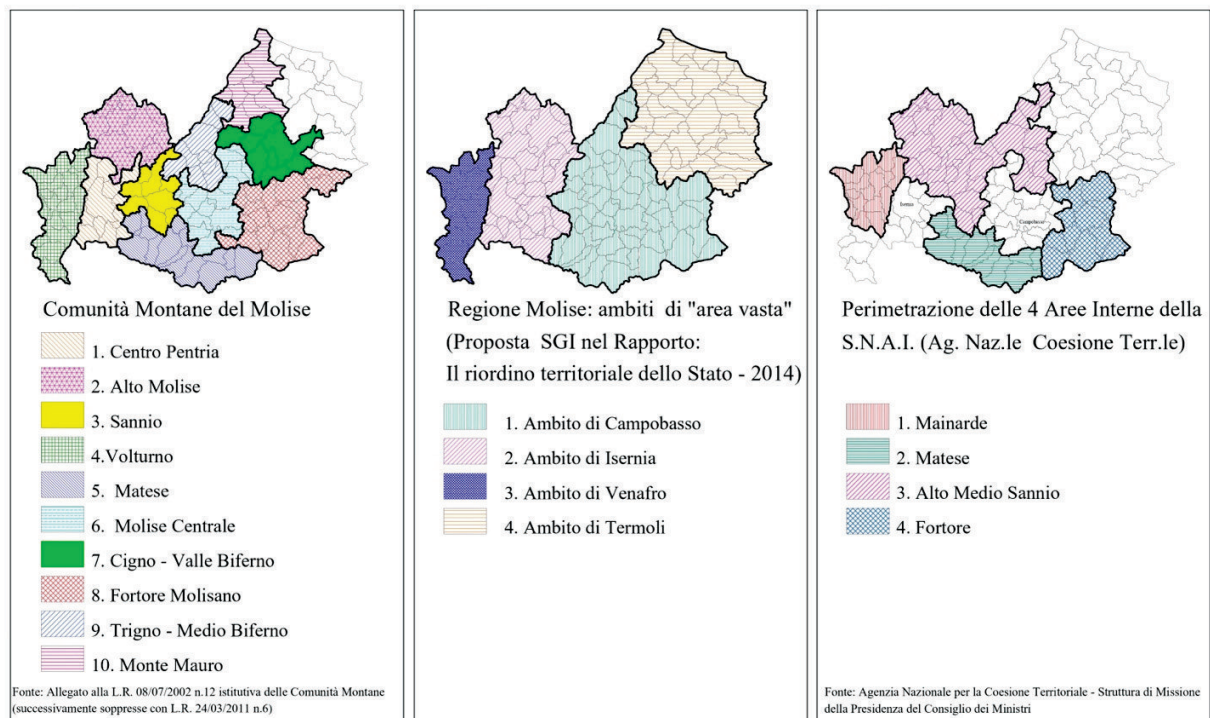 Comunità Montane del Molise
1. Centro Pentria
2. Alto Molise
3. Sannio
4.Volturno
5. Matese
6. Molise Centrale
7. Cigno - Valle Biferno
8. Fortore Molisano
9. Trigno - Medio Biferno
10. Monte Mauro
Fonte: Allegato alla L.R. 08/07/2002 n.12 istitutiva delle Comunità Montane
(successivamente soppresse con L.R. 24/03/2011 n.6)
Regione Molise: ambiti di "area vasta"
(Proposta SGI nel Rapporto:
Il riordino territoriale dello Stato - 2014)
1. Ambito di Campobasso
2. Ambito di Isernia
3. Ambito di Venafro
4. Ambito di Termoli
Isernia
Campobasso
Perimetrazione delle 4 Aree Interne della
S.N.A.I. (Ag. Naz.le Coesione Terr.le)
1. Mainarde
2. Matese
3. Alto Medio Sannio
4. Fortore
Fonte: Agenzia Nazionale per la Coesione Territoriale - Struttura di Missione
della Presidenza del Consiglio dei Ministri